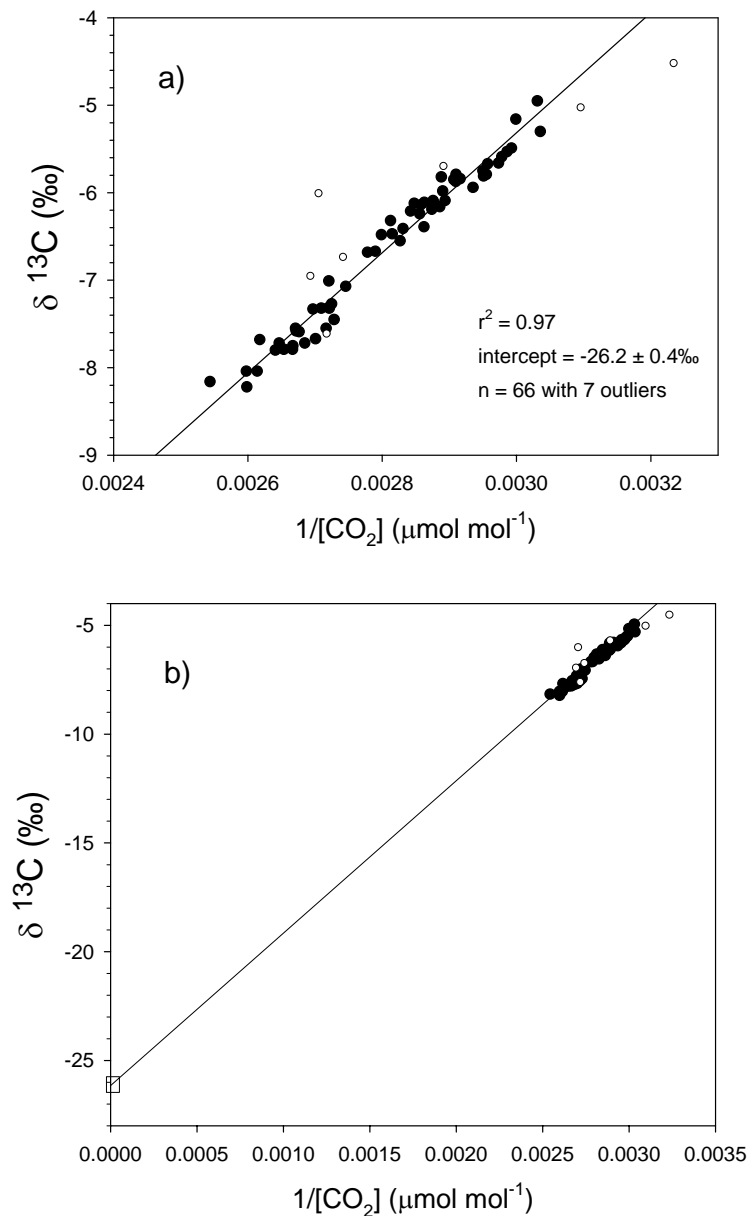 -4
a)
-5
-6
δ ¹³C (‰)
-7
r² = 0.97
intercept = -26.2 ± 0.4‰
-8
n = 66 with 7 outliers
-9
0.0024 0.0026 0.0028 0.0030 0.0032
1/[CO₂] (μmol mol⁻¹)
-5
b)
-10
-15
δ ¹³C (‰)
-20
-25
0.0000 0.0005 0.0010 0.0015 0.0020 0.0025 0.0030 0.0035
1/[CO₂] (μmol mol⁻¹)